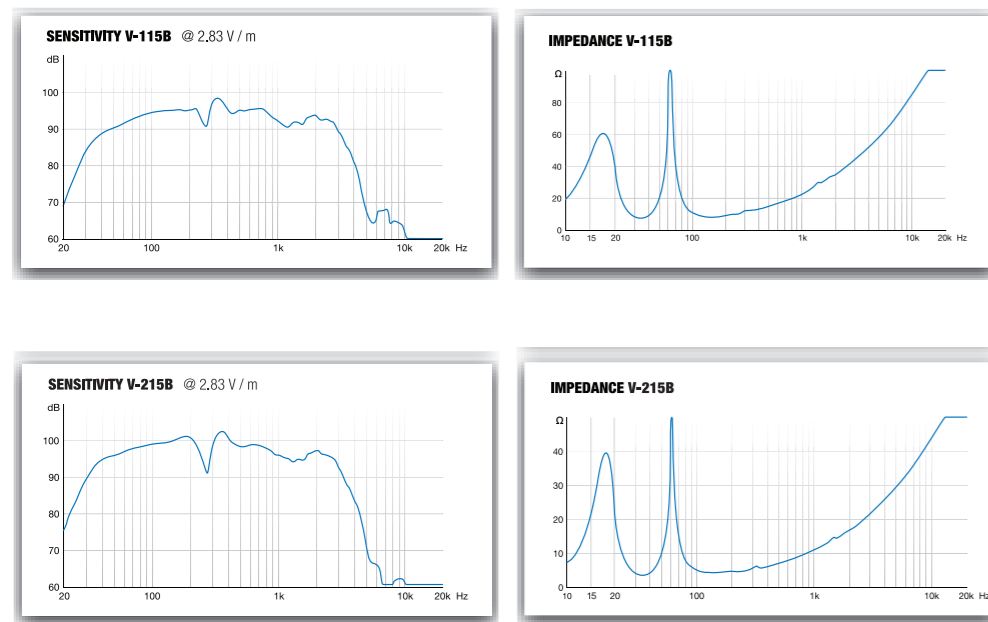 SENSITIVITY V-115B @ 2.83 V / m
dB
100
90
80
70
60
20 100 1k 10k 20k Hz
IMPEDANCE V-115B
Ω
80
60
40
20
0
10 15 20 100 1k 10k 20k Hz
SENSITIVITY V-215B @ 2.83 V / m
dB
100
90
80
70
60
20 100 1k 10k 20k Hz
IMPEDANCE V-215B
Ω
40
30
20
10
0
10 15 20 100 1k 10k 20k Hz